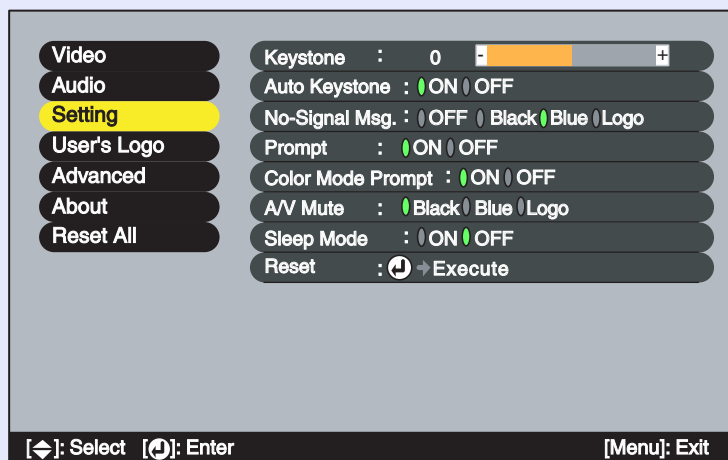 Video
Audio
Setting
User's Logo
Advanced
About
Reset All
Keystone : 0 - +
Auto Keystone : ON OFF
No-Signal Msg. : OFF Black Blue Logo
Prompt : ON OFF
Color Mode Prompt : ON OFF
A/V Mute : Black Blue Logo
Sleep Mode : ON OFF
Reset : Execute
[ ]: Select [ ]: Enter [Menu]: Exit